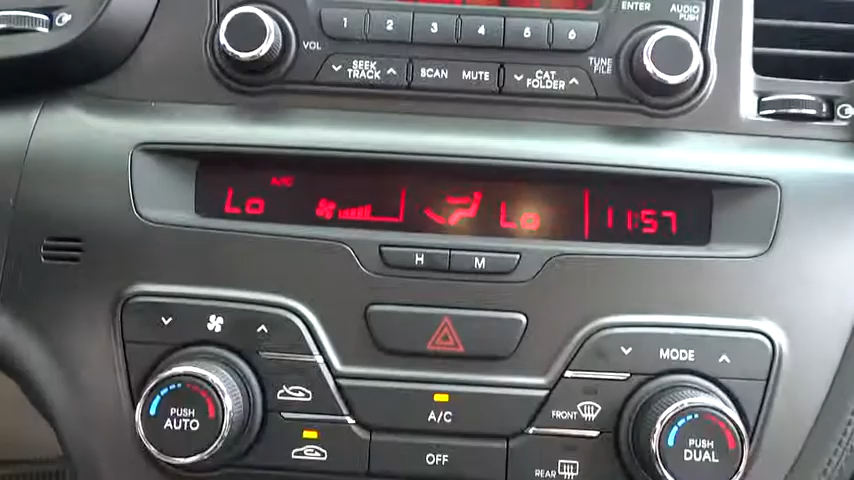 1 2 3 4 5 6
ENTER
AUDIO
PUSH
VOL
SEEK
TRACK
SCAN MUTE
CAT
FOLDER
TUNE
FILE
A/C
Lo Lo 11:57
H M
MODE
A/C
FRONT
PUSH
AUTO
PUSH
DUAL
OFF
REAR